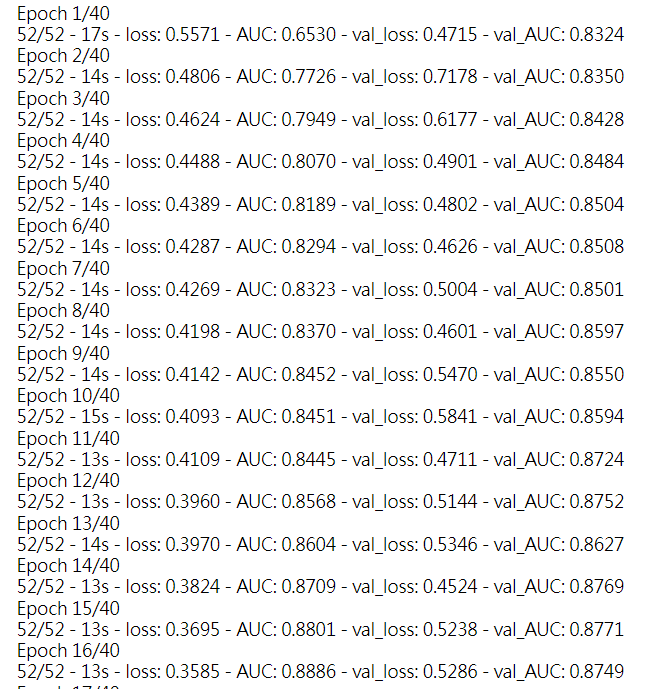 Epoch 1/40
52/52 - 17s - loss: 0.5571 - AUC: 0.6530 - val_loss: 0.4715 - val_AUC: 0.8324
Epoch 2/40
52/52 - 14s - loss: 0.4806 - AUC: 0.7726 - val_loss: 0.7178 - val_AUC: 0.8350
Epoch 3/40
52/52 - 14s - loss: 0.4624 - AUC: 0.7949 - val_loss: 0.6177 - val_AUC: 0.8428
Epoch 4/40
52/52 - 14s - loss: 0.4488 - AUC: 0.8070 - val_loss: 0.4901 - val_AUC: 0.8484
Epoch 5/40
52/52 - 14s - loss: 0.4389 - AUC: 0.8189 - val_loss: 0.4802 - val_AUC: 0.8504
Epoch 6/40
52/52 - 14s - loss: 0.4287 - AUC: 0.8294 - val_loss: 0.4626 - val_AUC: 0.8508
Epoch 7/40
52/52 - 14s - loss: 0.4269 - AUC: 0.8323 - val_loss: 0.5004 - val_AUC: 0.8501
Epoch 8/40
52/52 - 14s - loss: 0.4198 - AUC: 0.8370 - val_loss: 0.4601 - val_AUC: 0.8597
Epoch 9/40
52/52 - 14s - loss: 0.4142 - AUC: 0.8452 - val_loss: 0.5470 - val_AUC: 0.8550
Epoch 10/40
52/52 - 15s - loss: 0.4093 - AUC: 0.8451 - val_loss: 0.5841 - val_AUC: 0.8594
Epoch 11/40
52/52 - 13s - loss: 0.4109 - AUC: 0.8445 - val_loss: 0.4711 - val_AUC: 0.8724
Epoch 12/40
52/52 - 13s - loss: 0.3960 - AUC: 0.8568 - val_loss: 0.5144 - val_AUC: 0.8752
Epoch 13/40
52/52 - 14s - loss: 0.3970 - AUC: 0.8604 - val_loss: 0.5346 - val_AUC: 0.8627
Epoch 14/40
52/52 - 13s - loss: 0.3824 - AUC: 0.8709 - val_loss: 0.4524 - val_AUC: 0.8769
Epoch 15/40
52/52 - 13s - loss: 0.3695 - AUC: 0.8801 - val_loss: 0.5238 - val_AUC: 0.8771
Epoch 16/40
52/52 - 13s - loss: 0.3585 - AUC: 0.8886 - val_loss: 0.5286 - val_AUC: 0.8749